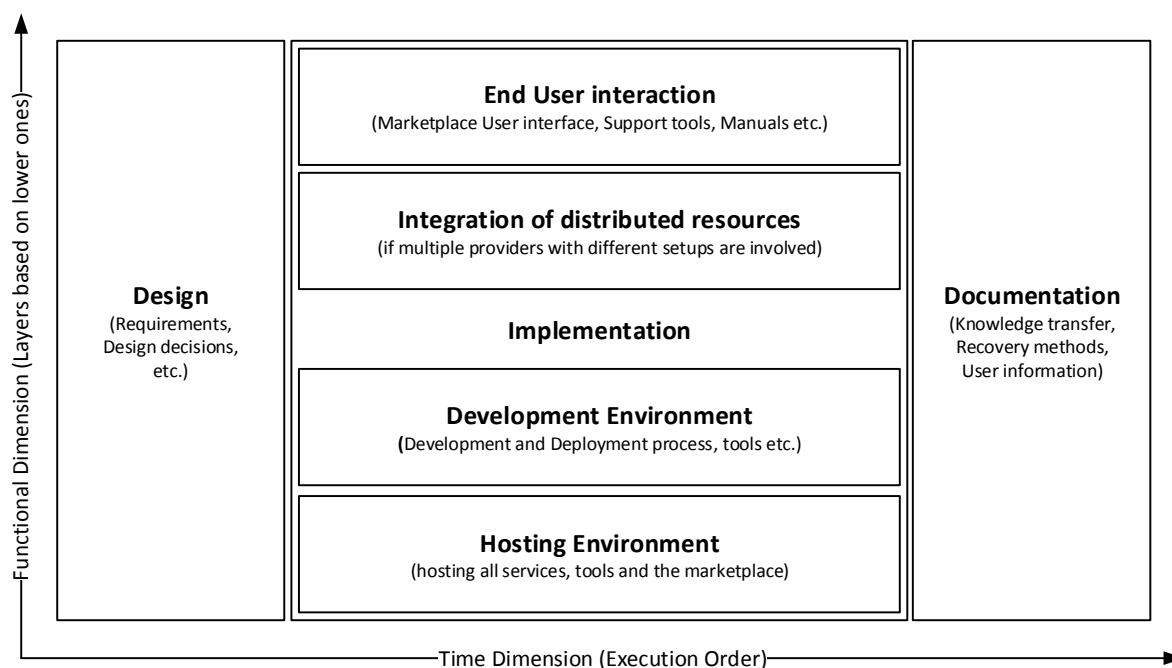 Functional Dimension (Layers based on lower ones)
Design
(Requirements,
Design decisions,
etc.)
End User interaction
(Marketplace User interface, Support tools, Manuals etc.)
Integration of distributed resources
(if multiple providers with different setups are involved)
Implementation
Development Environment
(Development and Deployment process, tools etc.)
Hosting Environment
(hosting all services, tools and the marketplace)
Documentation
(Knowledge transfer,
Recovery methods,
User information)
Time Dimension (Execution Order)